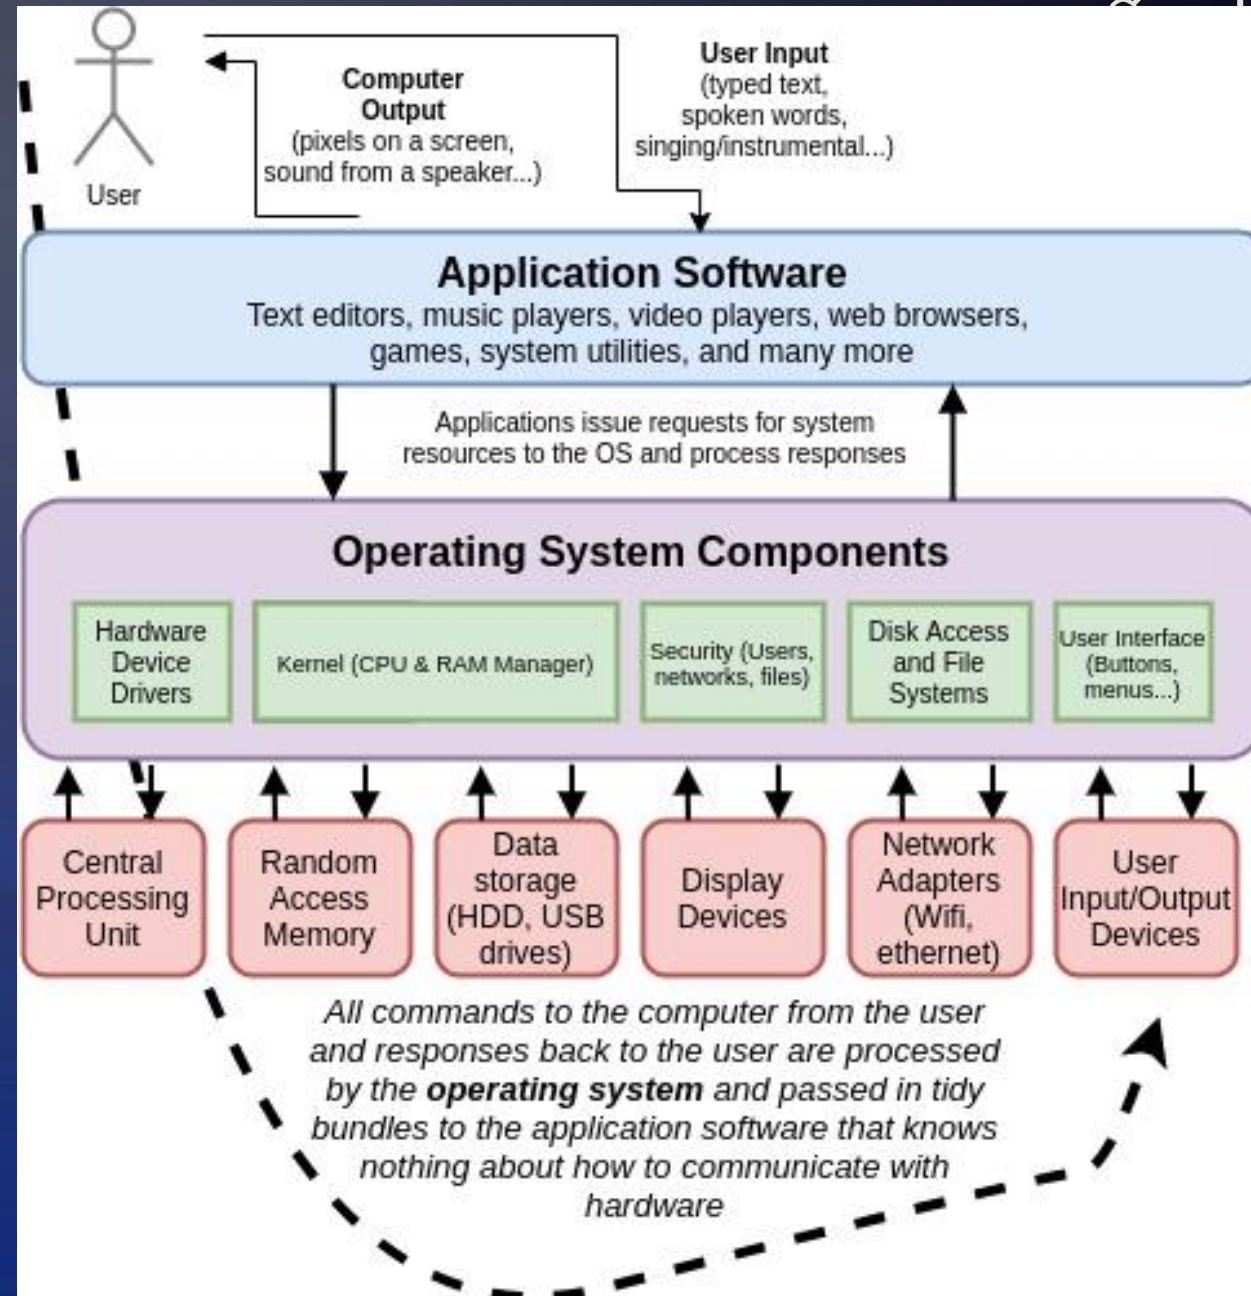 Computer
Output
(pixels on a screen,
sound from a speaker...)
User Input
(typed text,
spoken words,
singing/instrumental...)
User
Application Software
Text editors, music players, video players, web browsers,
games, system utilities, and many more
Applications issue requests for system
resources to the OS and process responses
Operating System Components
Hardware
Device
Drivers
Kernel (CPU & RAM Manager)
Security (Users,
networks, files)
Disk Access
and File
Systems
User Interface
(Buttons,
menus...)
Central
Processing
Unit
Random
Access
Memory
Data
storage
(HDD, USB
drives)
Display
Devices
Network
Adapters
(Wifi,
ethernet)
User
Input/Output
Devices
All commands to the computer from the user
and responses back to the user are processed
by the operating system and passed in tidy
bundles to the application software that knows
nothing about how to communicate with
hardware